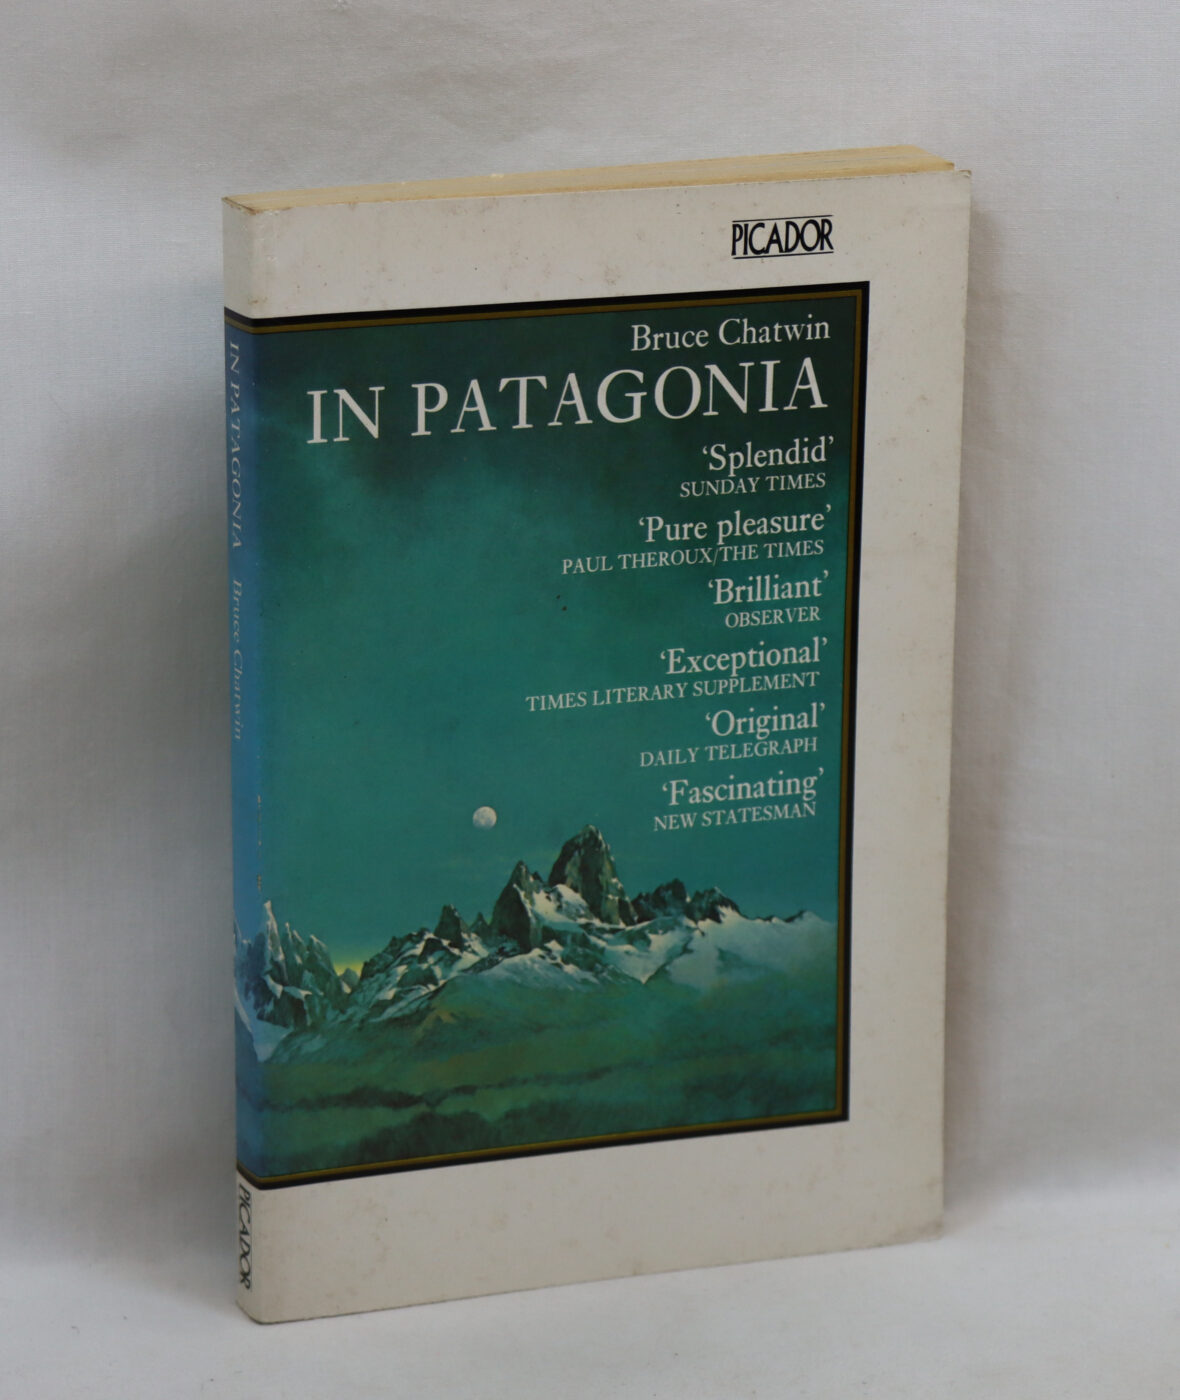 PICADOR
Bruce Chatwin
IN PATAGONIA
‘Splendid’
SUNDAY TIMES
‘Pure pleasure’
PAUL THEROUX/THE TIMES
‘Brilliant’
OBSERVER
‘Exceptional’
TIMES LITERARY SUPPLEMENT
‘Original’
DAILY TELEGRAPH
‘Fascinating’
NEW STATESMAN
IN PATAGONIA Bruce Chatwin
PICADOR